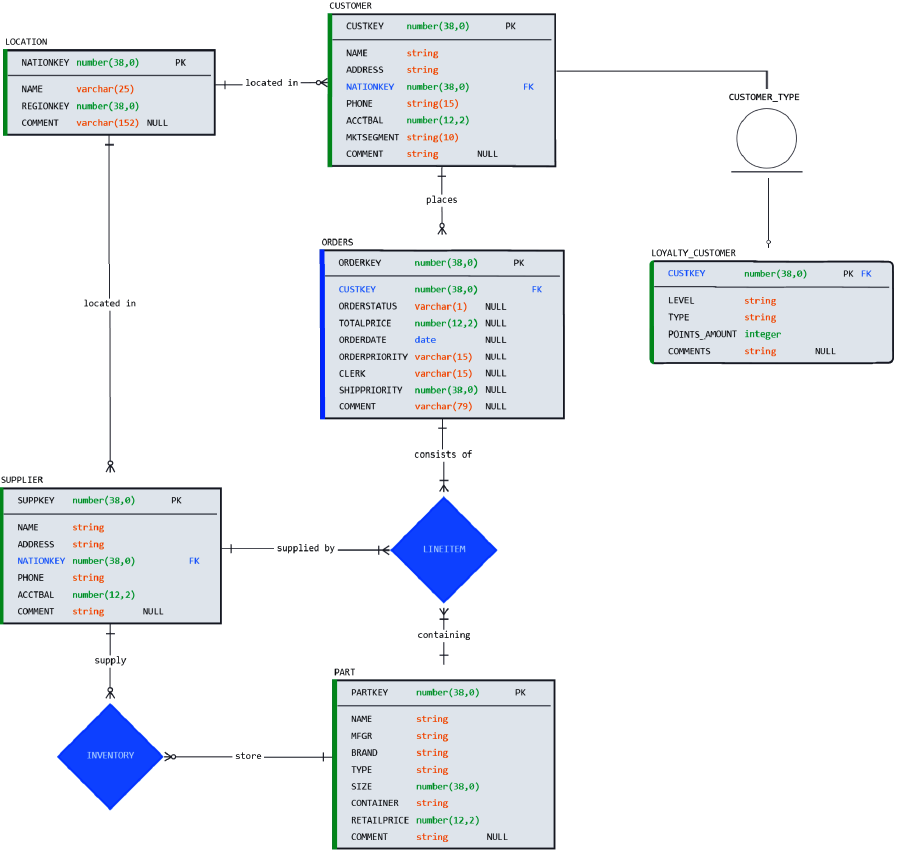 CUSTOMER
CUSTKEY number(38,0) PK
NAME string
ADDRESS string
NATIONKEY number(38,0) FK
PHONE string(15)
ACCTBAL number(12,2)
MKTSEGMENT string(10)
COMMENT string NULL
LOCATION
NATIONKEY number(38,0) PK
NAME varchar(25)
REGIONKEY number(38,0)
COMMENT varchar(152) NULL
located in
CUSTOMER_TYPE
places
ORDERS
ORDERKEY number(38,0) PK
CUSTKEY number(38,0) FK
ORDERSTATUS varchar(1) NULL
TOTALPRICE number(12,2) NULL
ORDERDATE date NULL
ORDERPRIORITY varchar(15) NULL
CLERK varchar(15) NULL
SHIPPRIORITY number(38,0) NULL
COMMENT varchar(79) NULL
LOYALTY_CUSTOMER
CUSTKEY number(38,0) PK FK
LEVEL string
TYPE string
POINTS_AMOUNT integer
COMMENTS string NULL
located in
consists of
SUPPLIER
SUPPKEY number(38,0) PK
NAME string
ADDRESS string
NATIONKEY number(38,0) FK
PHONE string
ACCTBAL number(12,2)
COMMENT string NULL
supplied by
LINEITEM
containing
supply
INVENTORY
store
PART
PARTKEY number(38,0) PK
NAME string
MFGR string
BRAND string
TYPE string
SIZE number(38,0)
CONTAINER string
RETAILPRICE number(12,2)
COMMENT string NULL